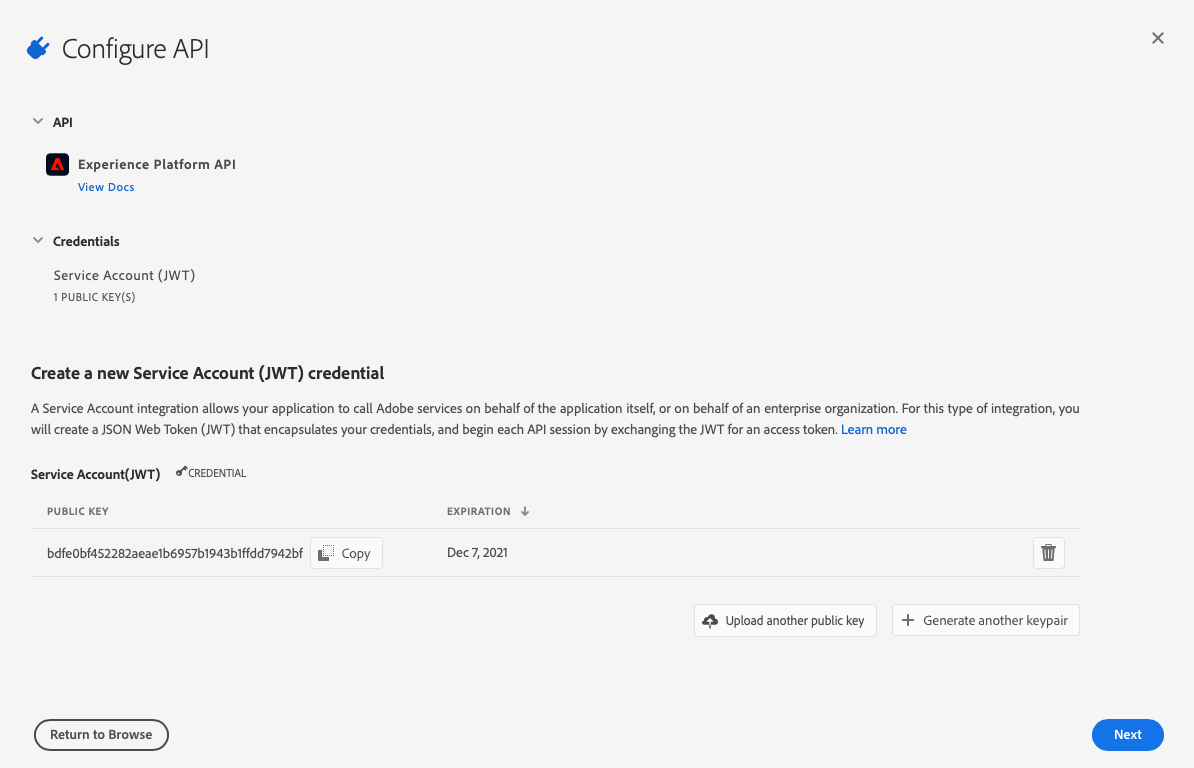 Configure API
API
Experience Platform API
View Docs
Credentials
Service Account (JWT)
1 PUBLIC KEY(S)
Create a new Service Account (JWT) credential
A Service Account integration allows your application to call Adobe services on behalf of the application itself, or on behalf of an enterprise organization. For this type of integration, you
will create a JSON Web Token (JWT) that encapsulates your credentials, and begin each API session by exchanging the JWT for an access token. Learn more
Service Account(JWT) CREDENTIAL
PUBLIC KEY EXPIRATION
bdfe0bf452282aeae1b6957b1943b1ffdd7942bf Copy Dec 7, 2021
Upload another public key Generate another keypair
Return to Browse Next